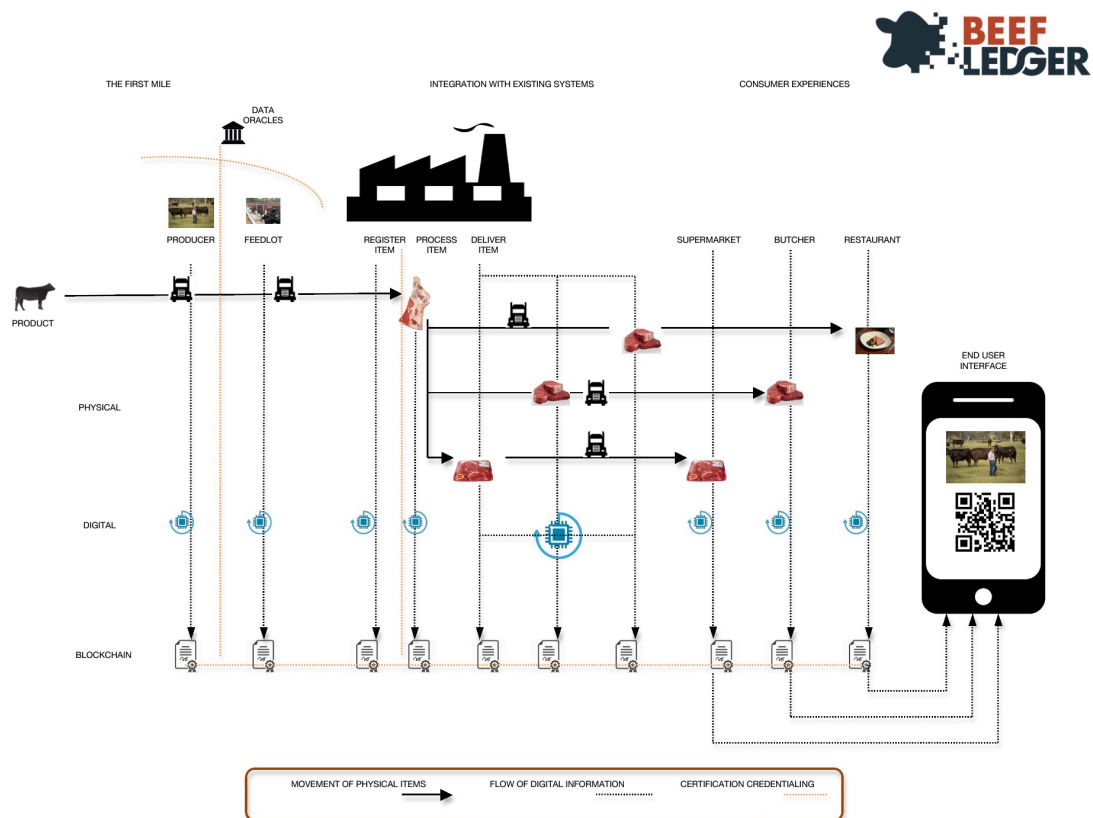 BEEF
LEDGER
THE FIRST MILE
INTEGRATION WITH EXISTING SYSTEMS
CONSUMER EXPERIENCES
DATA
ORACLES
PRODUCER
FEEDLOT
REGISTER
ITEM
PROCESS
ITEM
DELIVER
ITEM
SUPERMARKET
BUTCHER
RESTAURANT
PRODUCT
END USER
INTERFACE
PHYSICAL
DIGITAL
BLOCKCHAIN
MOVEMENT OF PHYSICAL ITEMS
FLOW OF DIGITAL INFORMATION
CERTIFICATION CREDENTIALING